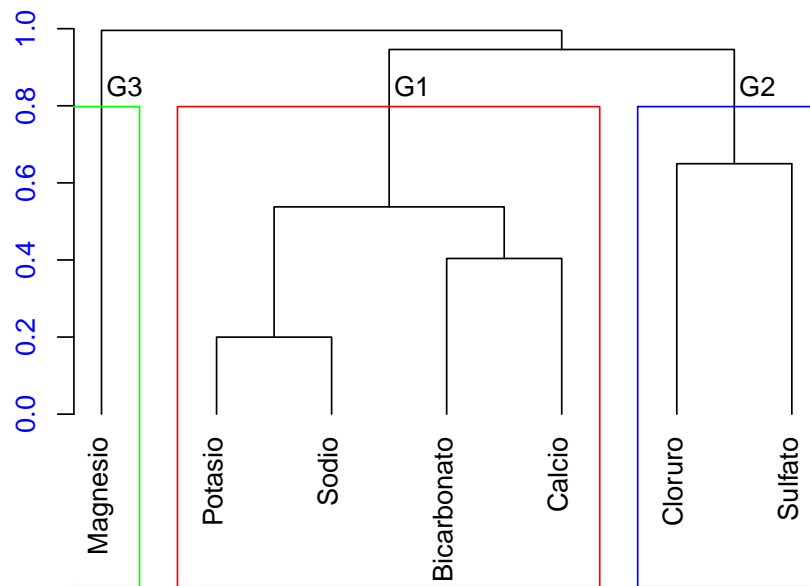 1.0
0.8
0.6
0.4
0.2
0.0
G3
G1
G2
Magnesio
Potasio
Sodio
Bicarbonato
Calcio
Cloruro
Sulfato